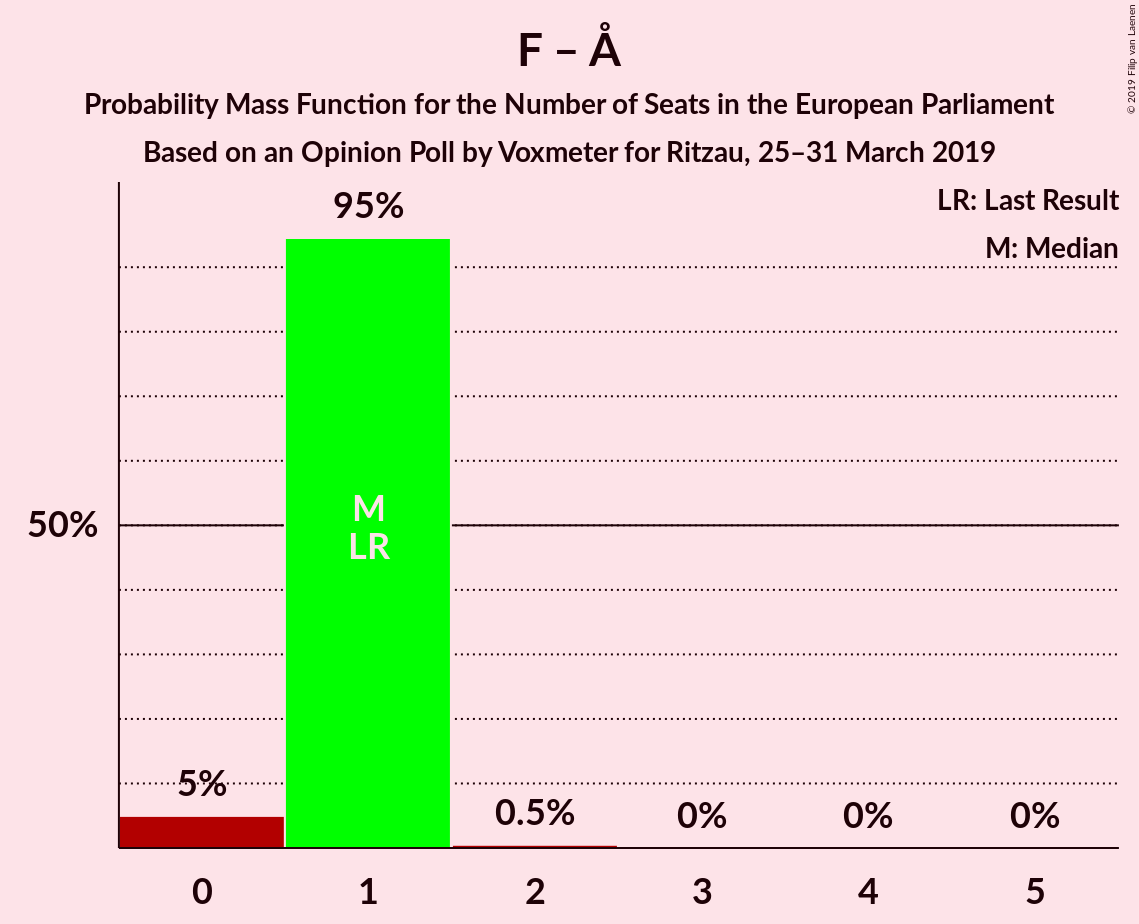 F – Å
Probability Mass Function for the Number of Seats in the European Parliament
Based on an Opinion Poll by Voxmeter for Ritzau, 25–31 March 2019
© 2019 Filip van Laenen
LR: Last Result
M: Median
95%
M
LR
50%
5%
0.5%
0%
0%
0%
0
1
2
3
4
5